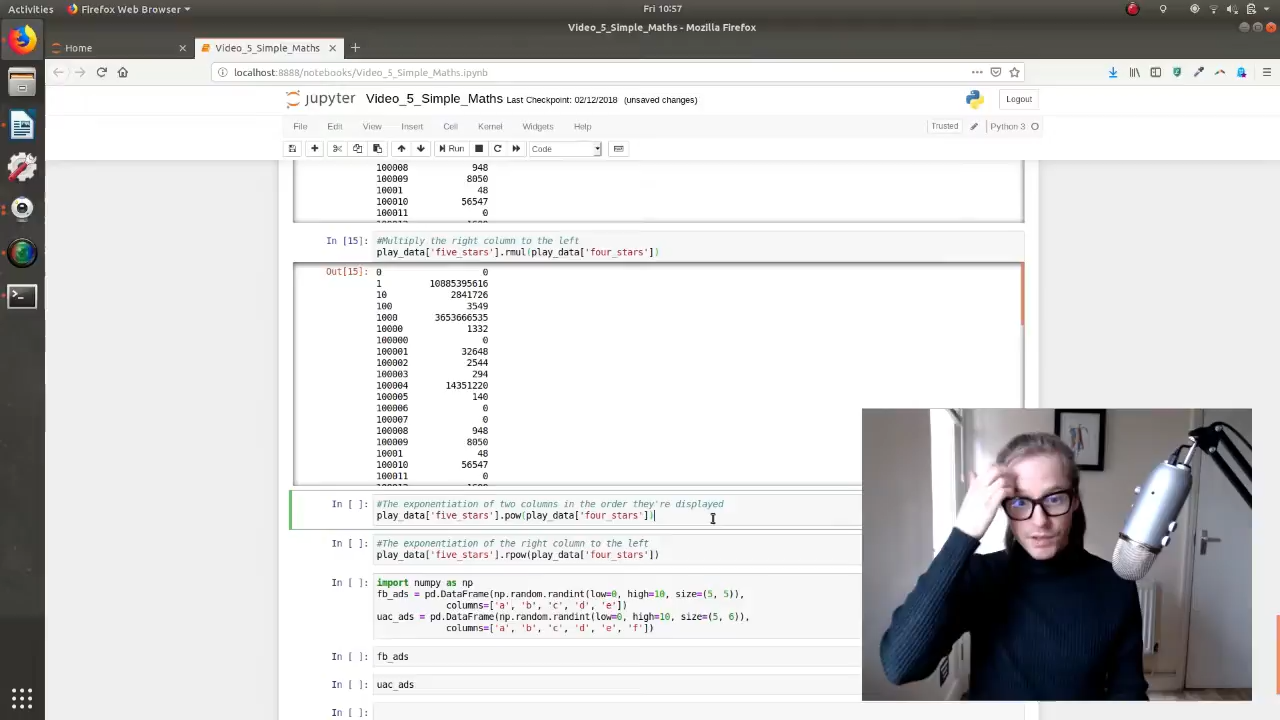 Activities
Firefox Web Browser
Fri 10:57
Video_5_Simple_Maths - Mozilla Firefox
Home
Video_5_Simple_Maths
localhost:8888/notebooks/Video_5_Simple_Maths.ipynb
jupyter Video_5_Simple_Maths Last Checkpoint: 02/12/2018 (unsaved changes)
Logout
File Edit View Insert Cell Kernel Widgets Help
Trusted Python 3
Run Code
100008 948
100009 8050
10001 48
100010 56547
100011 0
In [15]: #Multiply the right column to the left
play_data['five_stars'].rmul(play_data['four_stars'])
Out[15]: 0 0
1 10885395616
10 2841726
100 3549
1000 3653666535
10000 1332
100000 0
100001 32648
100002 2544
100003 294
100004 14351220
100005 140
100006 0
100007 0
100008 948
100009 8050
10001 48
100010 56547
100011 0
In [ ]: #The exponentiation of two columns in the order they're displayed
play_data['five_stars'].pow(play_data['four_stars'])
In [ ]: #The exponentiation of the right column to the left
play_data['five_stars'].rpow(play_data['four_stars'])
In [ ]: import numpy as np
fb_ads = pd.DataFrame(np.random.randint(low=0, high=10, size=(5, 5)),
columns=['a', 'b', 'c', 'd', 'e'])
uac_ads = pd.DataFrame(np.random.randint(low=0, high=10, size=(5, 6)),
columns=['a', 'b', 'c', 'd', 'e', 'f'])
In [ ]: fb_ads
In [ ]: uac_ads
In [ ]: